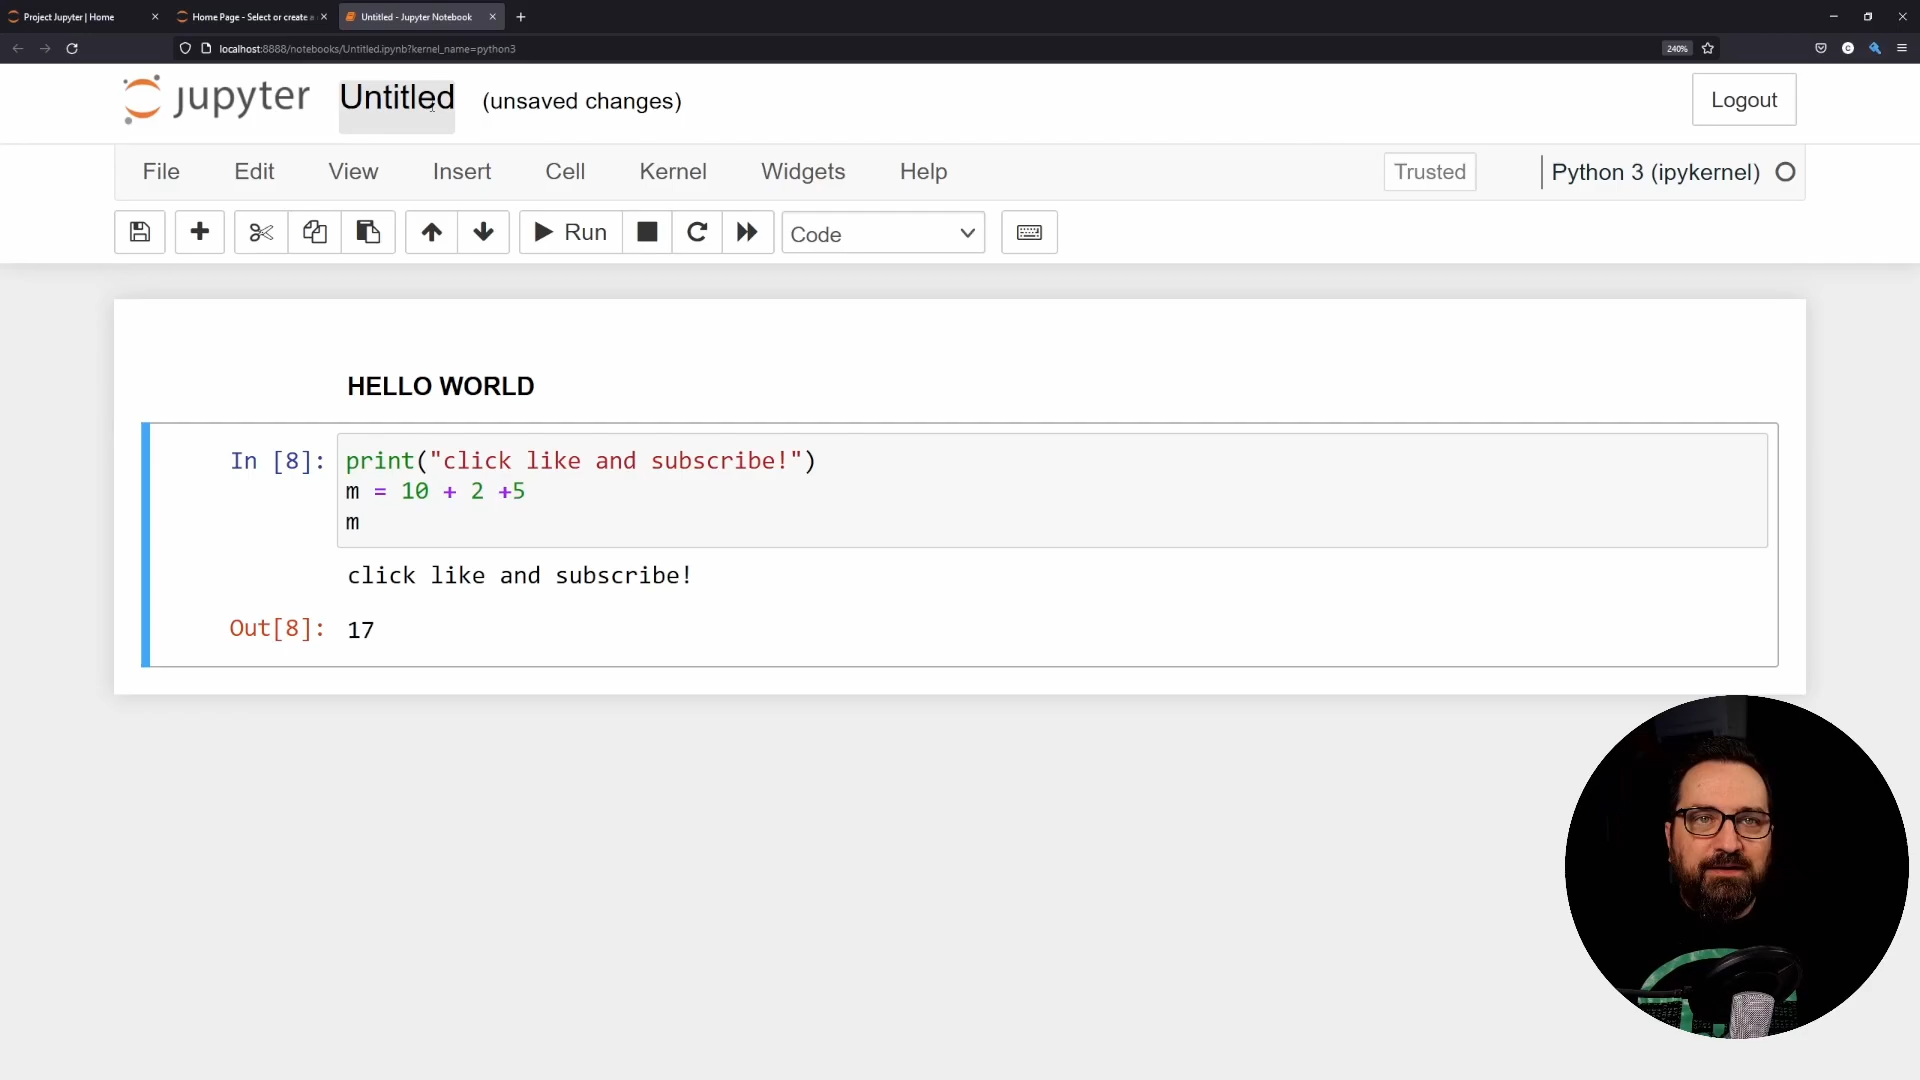 Project Jupyter | Home
Home Page - Select or create a
Untitled - Jupyter Notebook
localhost:8888/notebooks/Untitled.ipynb?kernel_name=python3
240%
jupyter
Untitled
(unsaved changes)
Logout
File
Edit
View
Insert
Cell
Kernel
Widgets
Help
Trusted
Python 3 (ipykernel)
Run
Code
HELLO WORLD
In [8]:
print("click like and subscribe!")
m = 10 + 2 +5
m
click like and subscribe!
Out[8]:
17